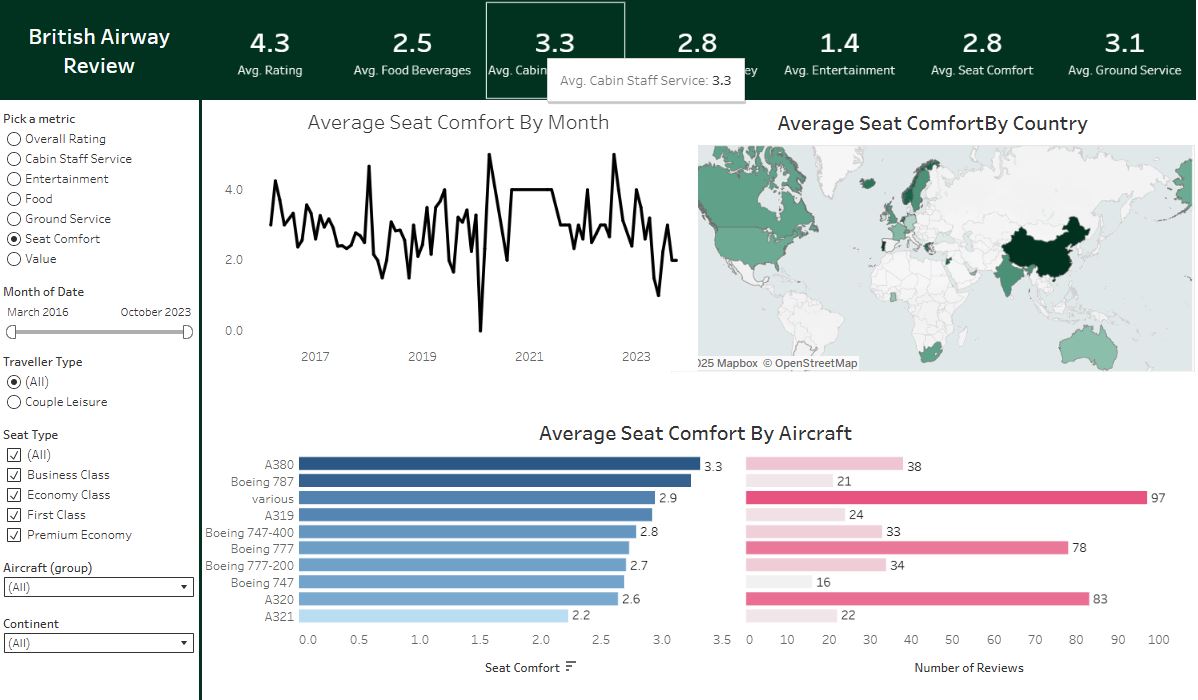 British Airway
Review
4.3
Avg. Rating
2.5
Avg. Food Beverages
3.3
Avg. Cabin
Avg. Cabin Staff Service: 3.3
2.8
ey
1.4
Avg. Entertainment
2.8
Avg. Seat Comfort
3.1
Avg. Ground Service
Pick a metric
Overall Rating
Cabin Staff Service
Entertainment
Food
Ground Service
Seat Comfort
Value
Month of Date
March 2016 October 2023
Traveller Type
(All)
Couple Leisure
Seat Type
(All)
Business Class
Economy Class
First Class
Premium Economy
Aircraft (group)
(All)
Continent
(All)
Average Seat Comfort By Month
4.0
2.0
0.0
2017 2019 2021 2023
Average Seat ComfortBy Country
025 Mapbox © OpenStreetMap
Average Seat Comfort By Aircraft
A380 3.3 38
Boeing 787 21
various 2.9 97
A319 24
Boeing 747-400 2.8 33
Boeing 777 78
Boeing 777-200 2.7 34
Boeing 747 16
A320 2.6 83
A321 2.2 22
0.0 0.5 1.0 1.5 2.0 2.5 3.0 3.5 0 10 20 30 40 50 60 70 80 90 100
Seat Comfort Number of Reviews